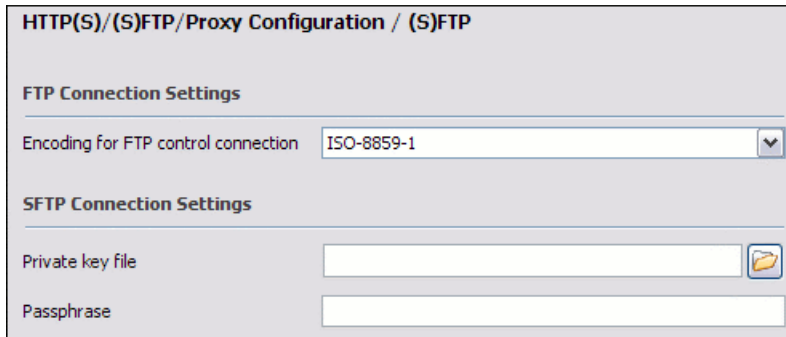 HTTP(S)/(S)FTP/Proxy Configuration / (S)FTP
FTP Connection Settings
Encoding for FTP control connection ISO-8859-1
SFTP Connection Settings
Private key file
Passphrase